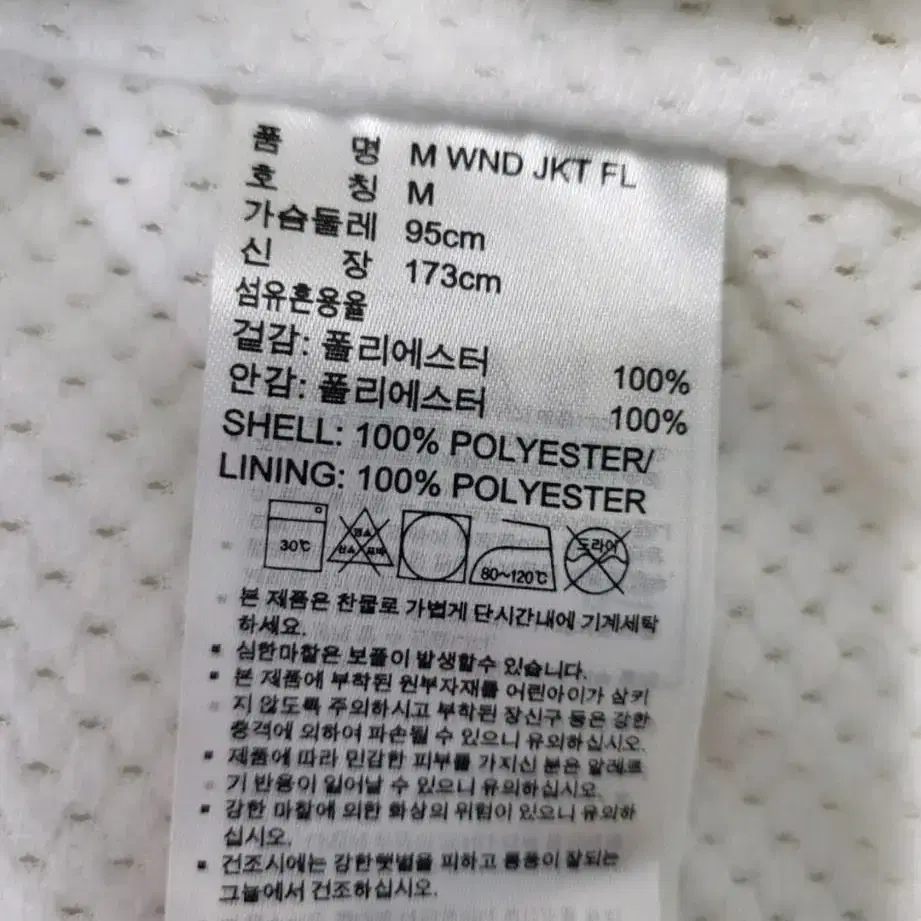 품 명 M WND JKT FL
호 칭 M
가슴둘레 95cm
신 장 173cm
섬유혼용율
겉감: 폴리에스터 100%
안감: 폴리에스터 100%
SHELL: 100% POLYESTER/
LINING: 100% POLYESTER
30℃
염소
산소 표백
80~120℃
드라이
본 제품은 찬물로 가볍게 단시간내에 기계세탁
하세요.
심한마찰은 보풀이 발생할수 있습니다.
본 제품에 부착된 원부자재를 어린아이가 삼키
지 않도록 주의하시고 부착된 장신구 등은 강한
충격에 의하여 파손될 수 있으니 유의하십시오.
제품에 따라 민감한 피부를 가지신 분은 알레르
기 반응이 일어날 수 있으니 유의하십시오.
강한 마찰에 의한 화상의 위험이 있으니 유의하
십시오.
건조시에는 강한햇볕을 피하고 통풍이 잘되는
그늘에서 건조하십시오.